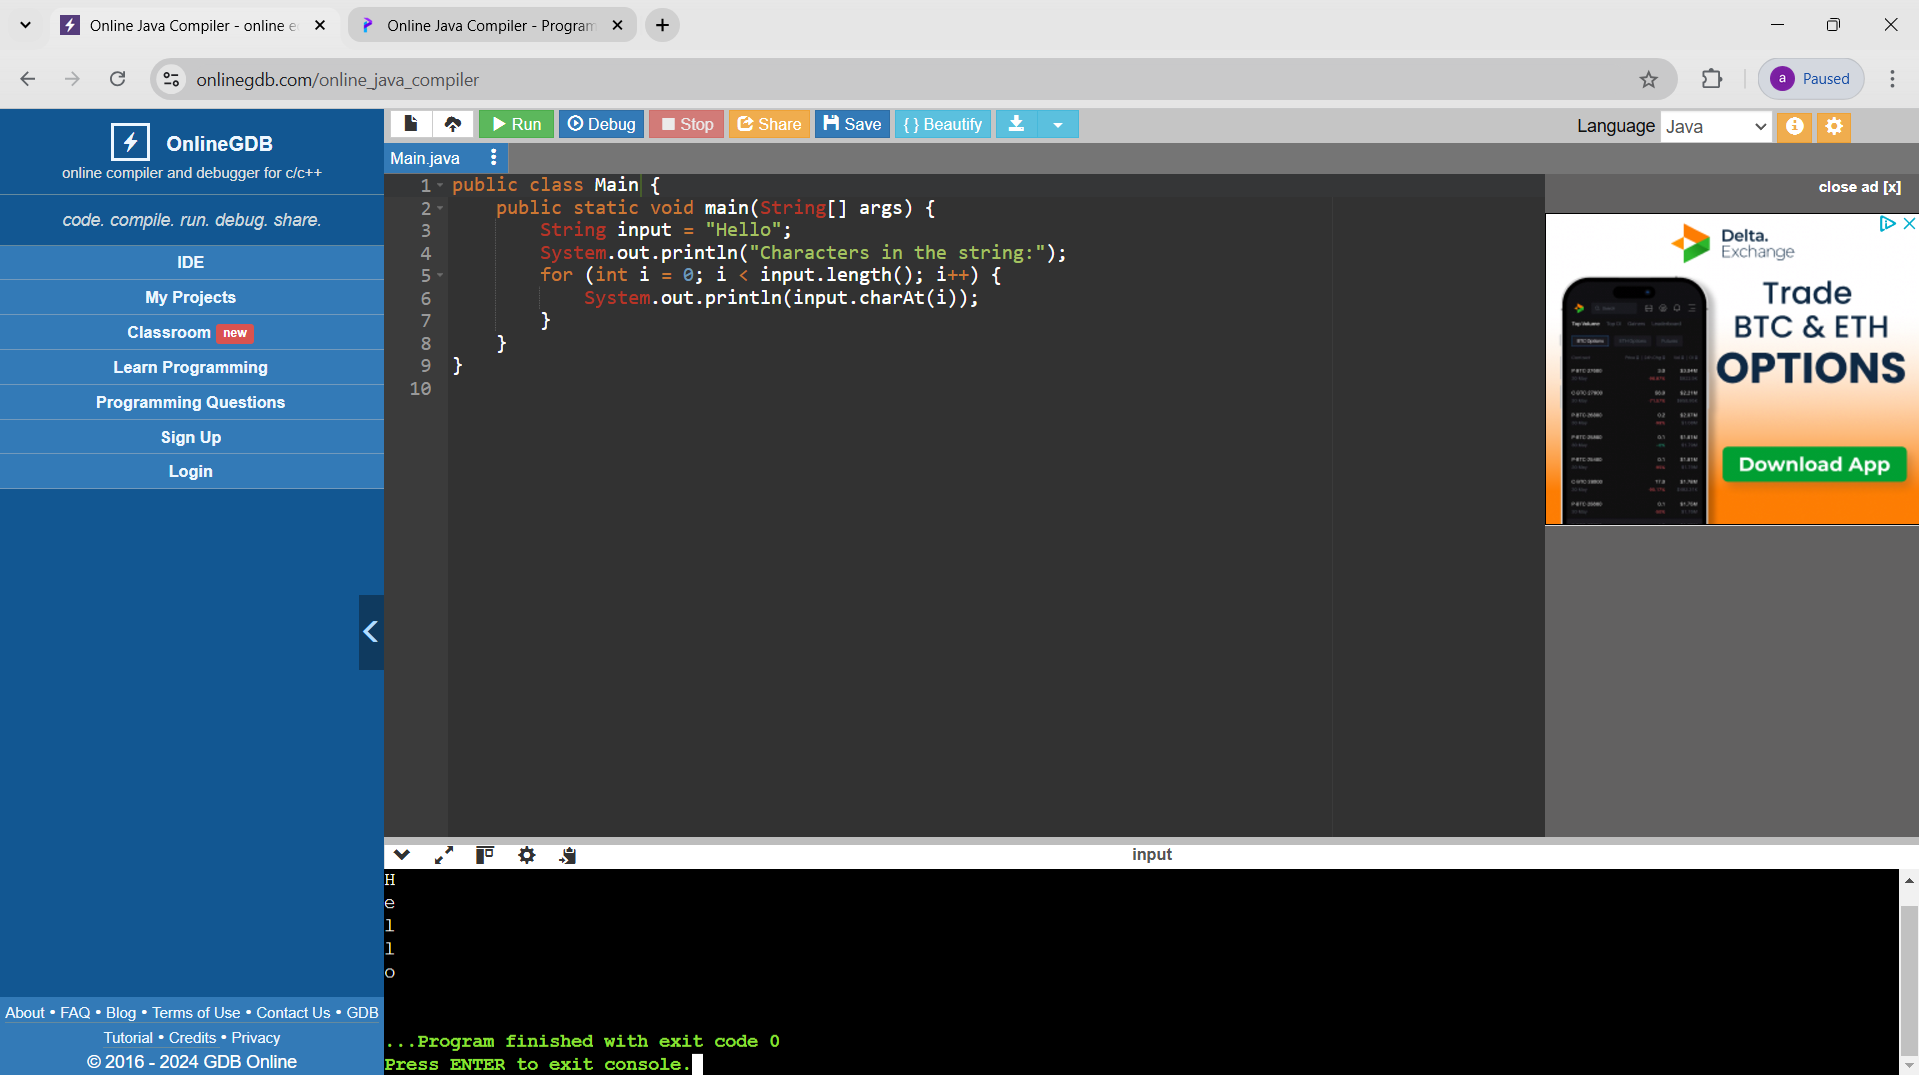 Online Java Compiler - online e
Online Java Compiler - Program
onlinegdb.com/online_java_compiler
a Paused
OnlineGDB
online compiler and debugger for c/c++
code. compile. run. debug. share.
IDE
My Projects
Classroom new
Learn Programming
Programming Questions
Sign Up
Login
About • FAQ • Blog • Terms of Use • Contact Us • GDB
Tutorial • Credits • Privacy
© 2016 - 2024 GDB Online
Run Debug Stop Share Save { } Beautify
Language Java
Main.java
1 public class Main {
2 public static void main(String[] args) {
3 String input = "Hello";
4 System.out.println("Characters in the string:");
5 for (int i = 0; i < input.length(); i++) {
6 System.out.println(input.charAt(i));
7 }
8 }
9 }
10
close ad [x]
Delta.
Exchange
Trade
BTC & ETH
OPTIONS
Download App
input
H
e
l
l
o
...Program finished with exit code 0
Press ENTER to exit console.